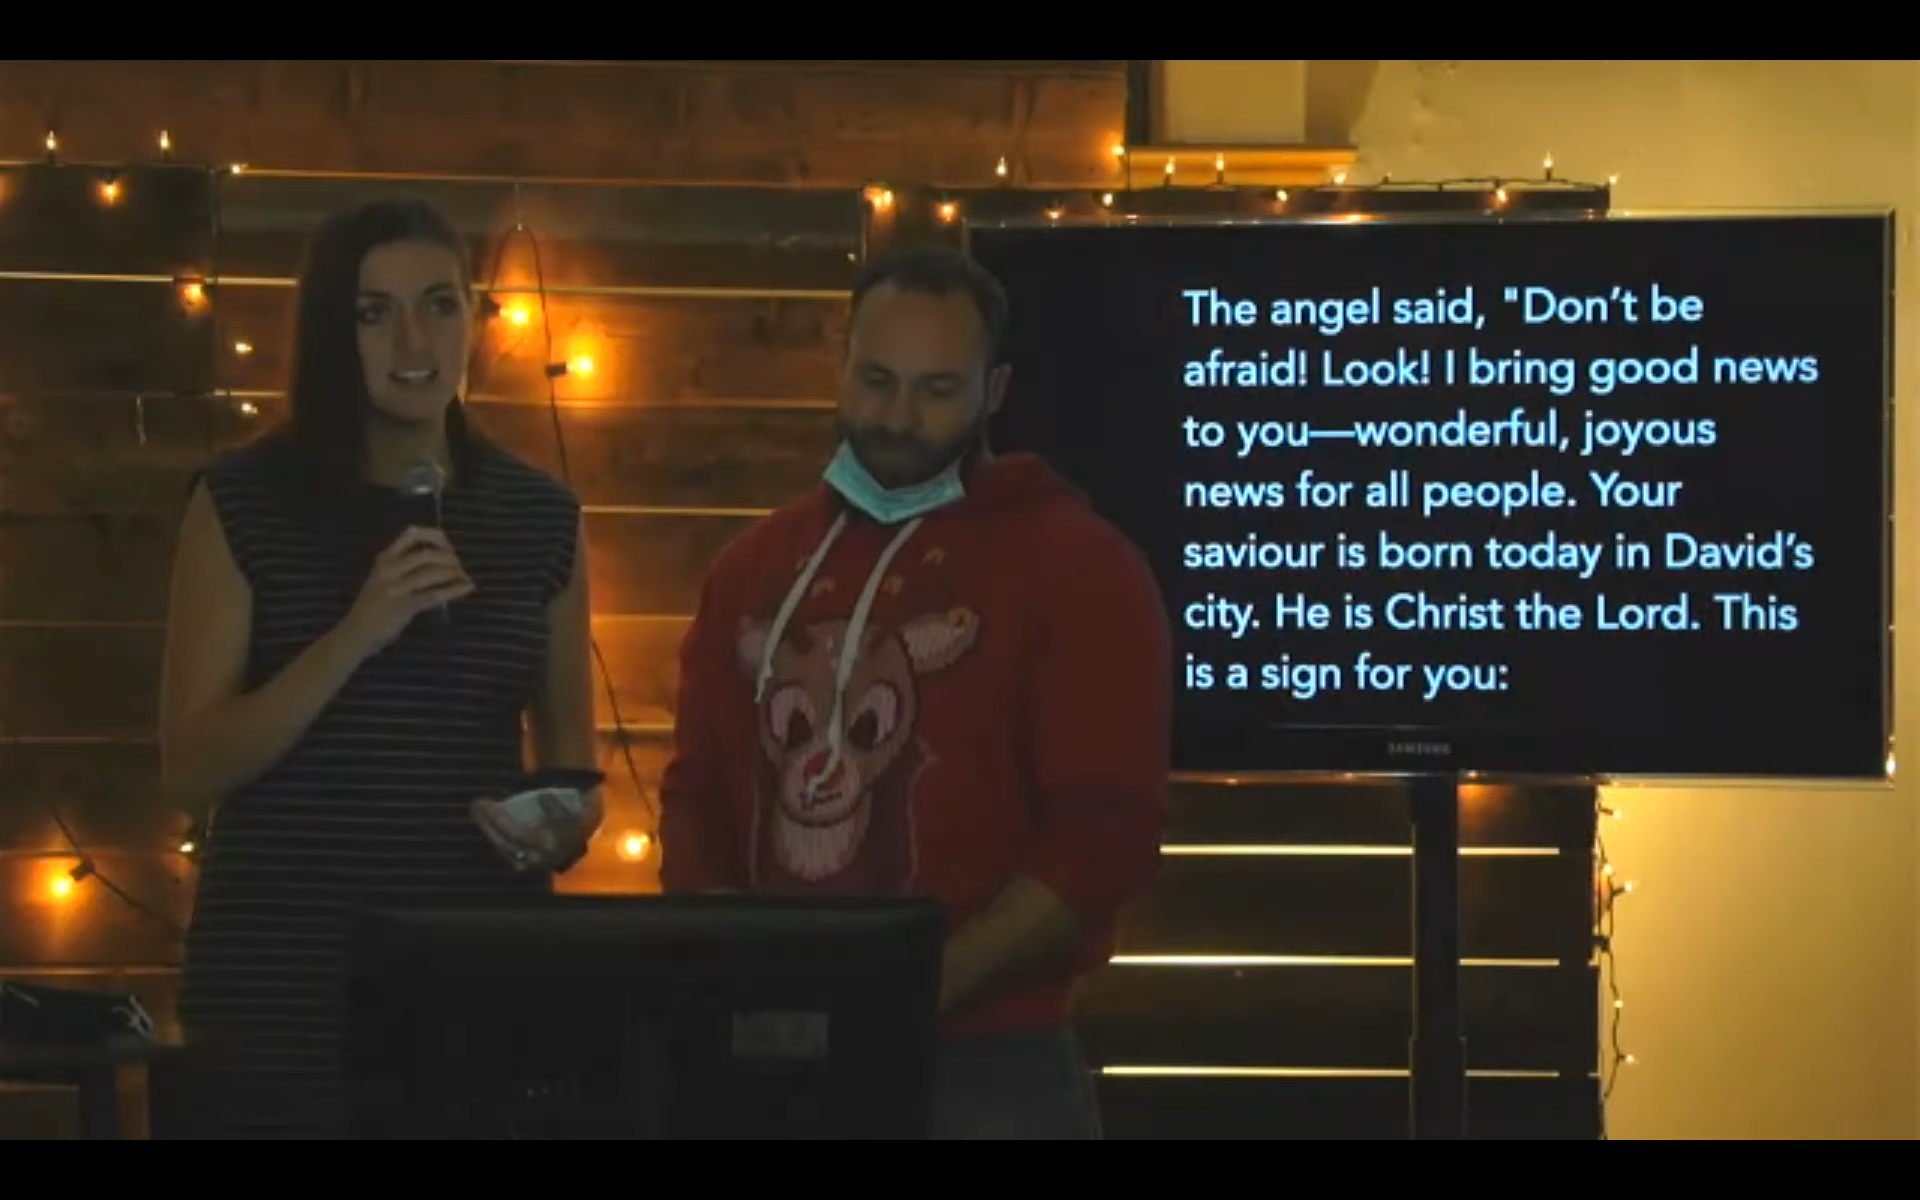 The angel said, "Don’t be
afraid! Look! I bring good news
to you—wonderful, joyous
news for all people. Your
saviour is born today in David’s
city. He is Christ the Lord. This
is a sign for you:
SAMSUNG